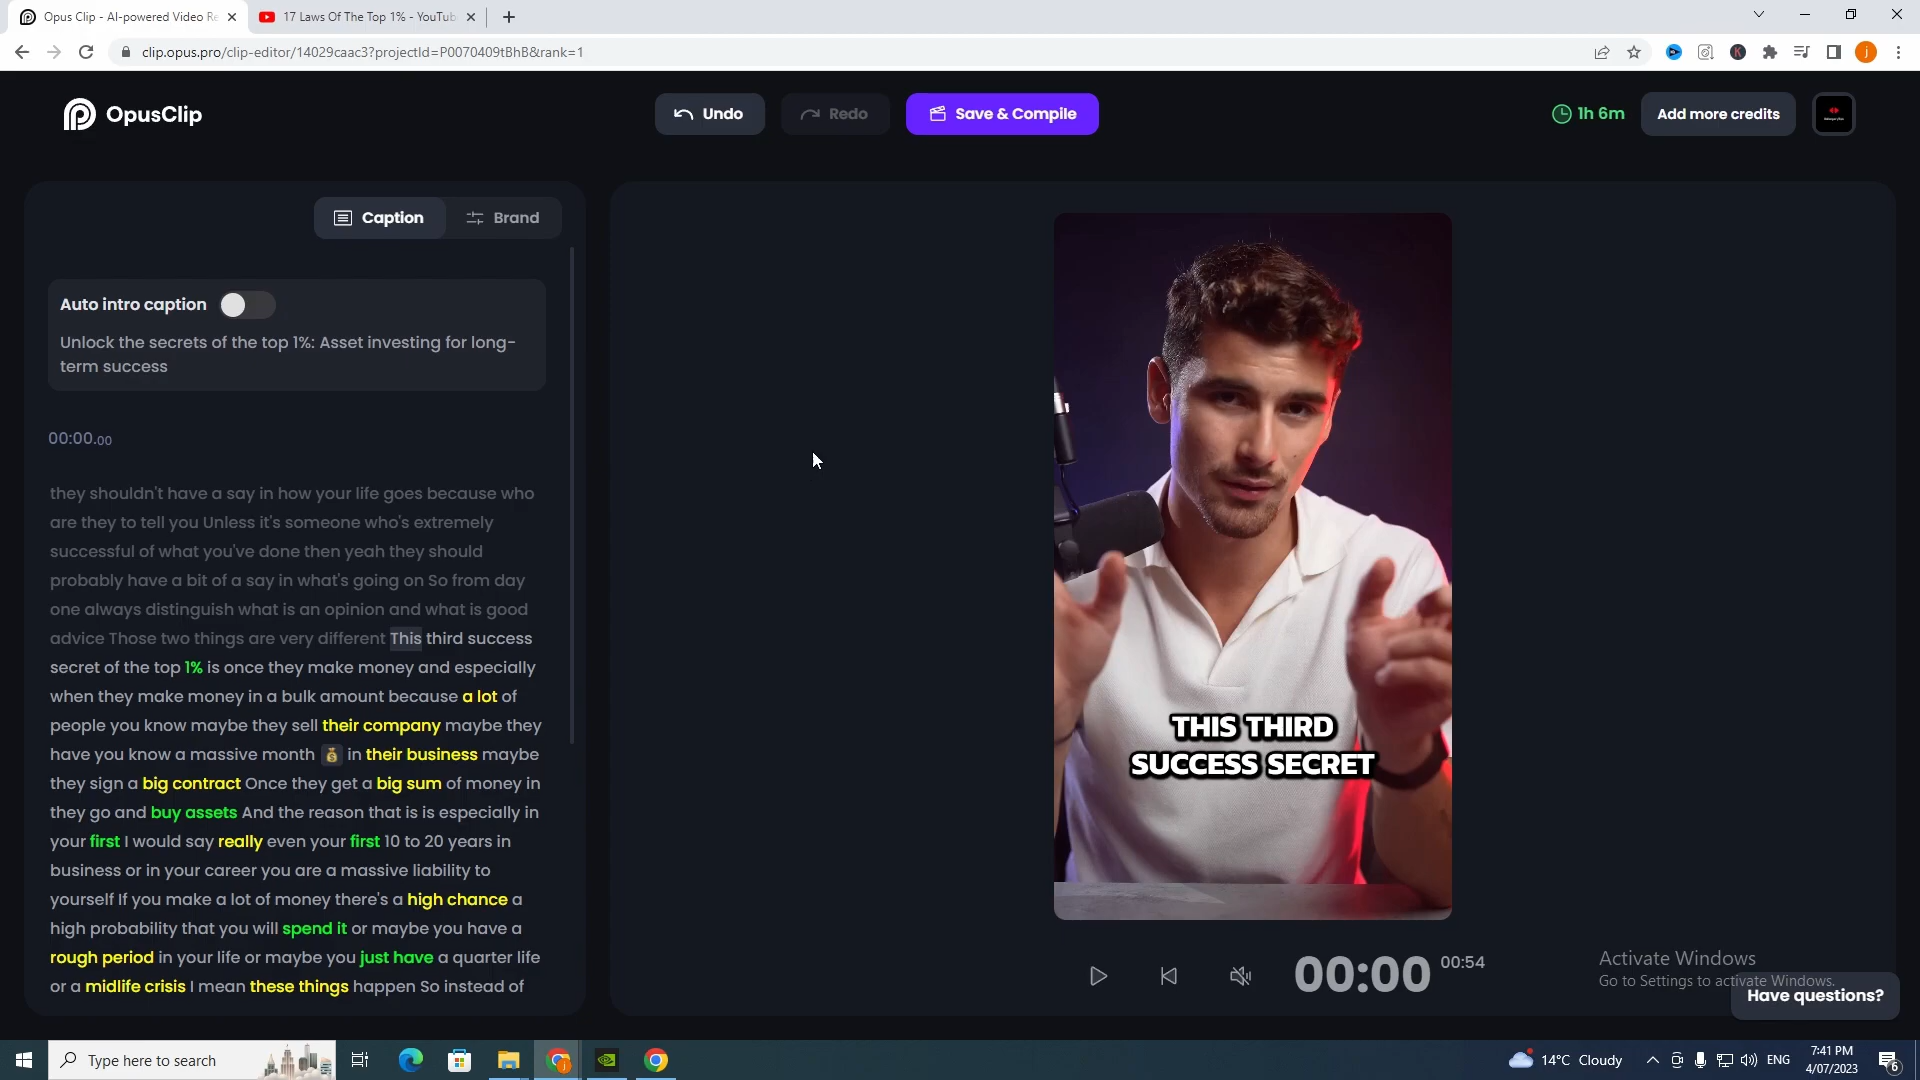 Opus Clip - AI-powered Video Re
17 Laws Of The Top 1% - YouTub
clip.opus.pro/clip-editor/14029caac3?projectId=P0070409tBhB&rank=1
K
j
OpusClip
Undo
Redo
Save & Compile
1h 6m
Add more credits
Caption
Brand
Auto intro caption
Unlock the secrets of the top 1%: Asset investing for long-
term success
00:00.00
they shouldn't have a say in how your life goes because who
are they to tell you Unless it's someone who's extremely
successful of what you've done then yeah they should
probably have a bit of a say in what's going on So from day
one always distinguish what is an opinion and what is good
advice Those two things are very different This third success
secret of the top 1% is once they make money and especially
when they make money in a bulk amount because a lot of
people you know maybe they sell their company maybe they
have you know a massive month 💰 in their business maybe
they sign a big contract Once they get a big sum of money in
they go and buy assets And the reason that is is especially in
your first I would say really even your first 10 to 20 years in
business or in your career you are a massive liability to
yourself If you make a lot of money there's a high chance a
high probability that you will spend it or maybe you have a
rough period in your life or maybe you just have a quarter life
or a midlife crisis I mean these things happen So instead of
THIS THIRD
SUCCESS SECRET
00:00
00:54
Activate Windows
Go to Settings to activate Windows.
Have questions?
Type here to search
j
14°C Cloudy
ENG
7:41 PM
4/07/2023
6